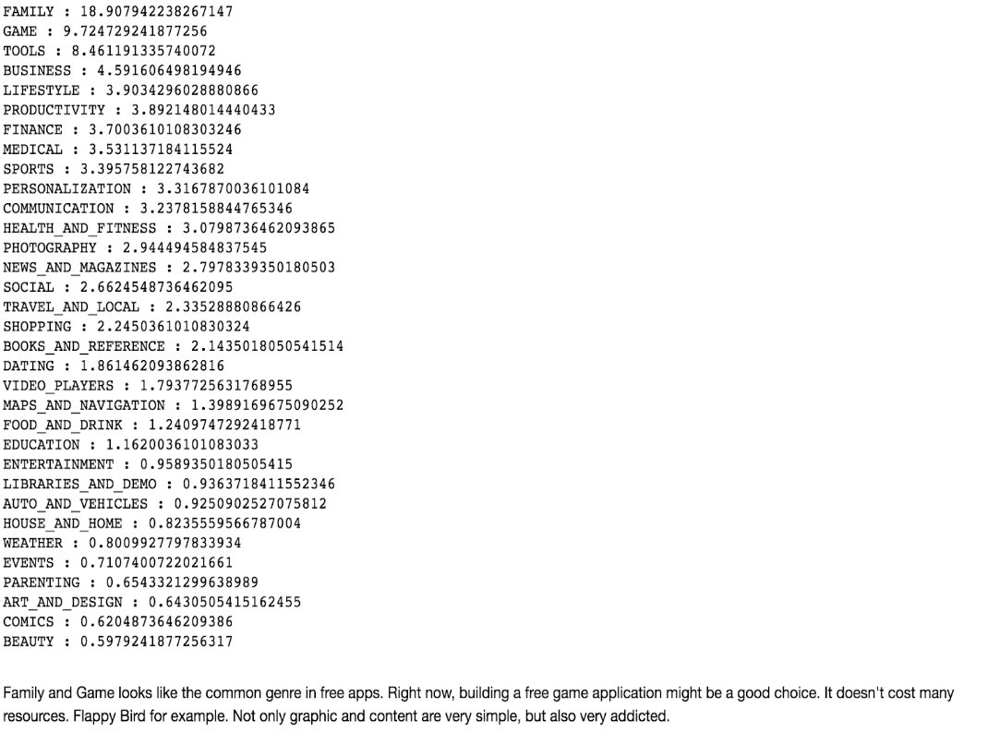 FAMILY : 18.907942238267147
GAME : 9.724729241877256
TOOLS : 8.461191335740072
BUSINESS : 4.591606498194946
LIFESTYLE : 3.9034296028880866
PRODUCTIVITY : 3.892148014440433
FINANCE : 3.7003610108303246
MEDICAL : 3.531137184115524
SPORTS : 3.395758122743682
PERSONALIZATION : 3.3167870036101084
COMMUNICATION : 3.2378158844765346
HEALTH_AND_FITNESS : 3.0798736462093865
PHOTOGRAPHY : 2.944494584837545
NEWS_AND_MAGAZINES : 2.7978339350180503
SOCIAL : 2.6624548736462095
TRAVEL_AND_LOCAL : 2.33528880866426
SHOPPING : 2.2450361010830324
BOOKS_AND_REFERENCE : 2.1435018050541514
DATING : 1.861462093862816
VIDEO_PLAYERS : 1.7937725631768955
MAPS_AND_NAVIGATION : 1.3989169675090252
FOOD_AND_DRINK : 1.2409747292418771
EDUCATION : 1.1620036101083033
ENTERTAINMENT : 0.9589350180505415
LIBRARIES_AND_DEMO : 0.9363718411552346
AUTO_AND_VEHICLES : 0.9250902527075812
HOUSE_AND_HOME : 0.8235559566787004
WEATHER : 0.8009927797833934
EVENTS : 0.7107400722021661
PARENTING : 0.6543321299638989
ART_AND_DESIGN : 0.6430505415162455
COMICS : 0.6204873646209386
BEAUTY : 0.5979241877256317
Family and Game looks like the common genre in free apps. Right now, building a free game application might be a good choice. It doesn't cost many
resources. Flappy Bird for example. Not only graphic and content are very simple, but also very addicted.